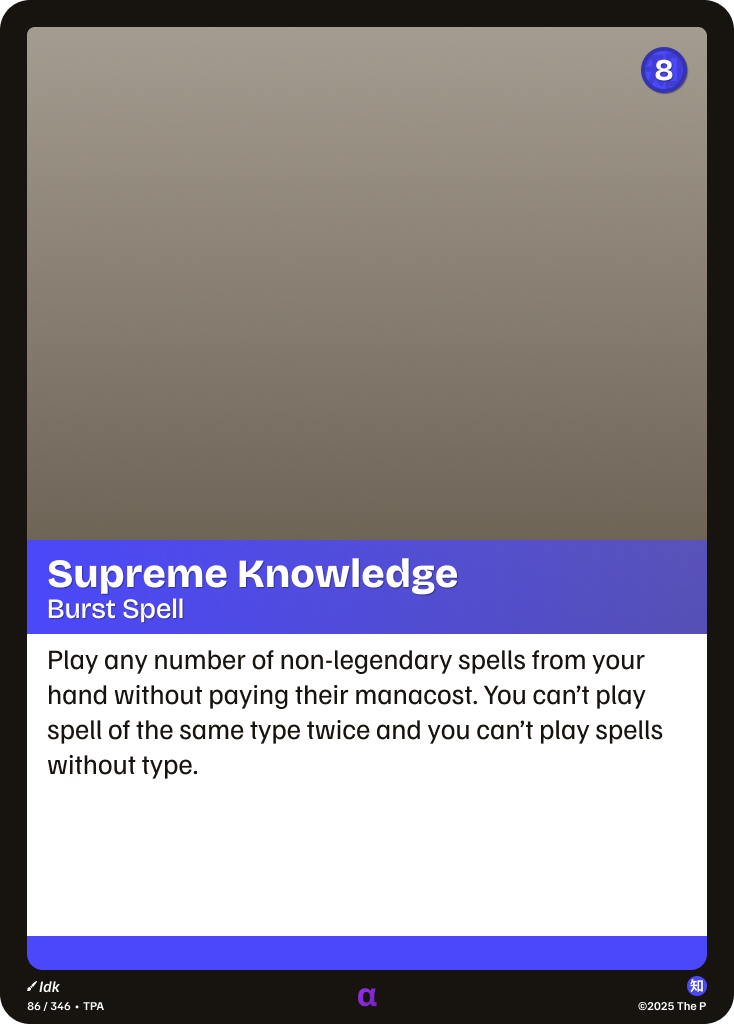 8
Supreme Knowledge
Burst Spell
Play any number of non-legendary spells from your
hand without paying their manacost. You can’t play
spell of the same type twice and you can’t play spells
without type.
Idk
知
86 / 346 • TPA
α
©2025 The P